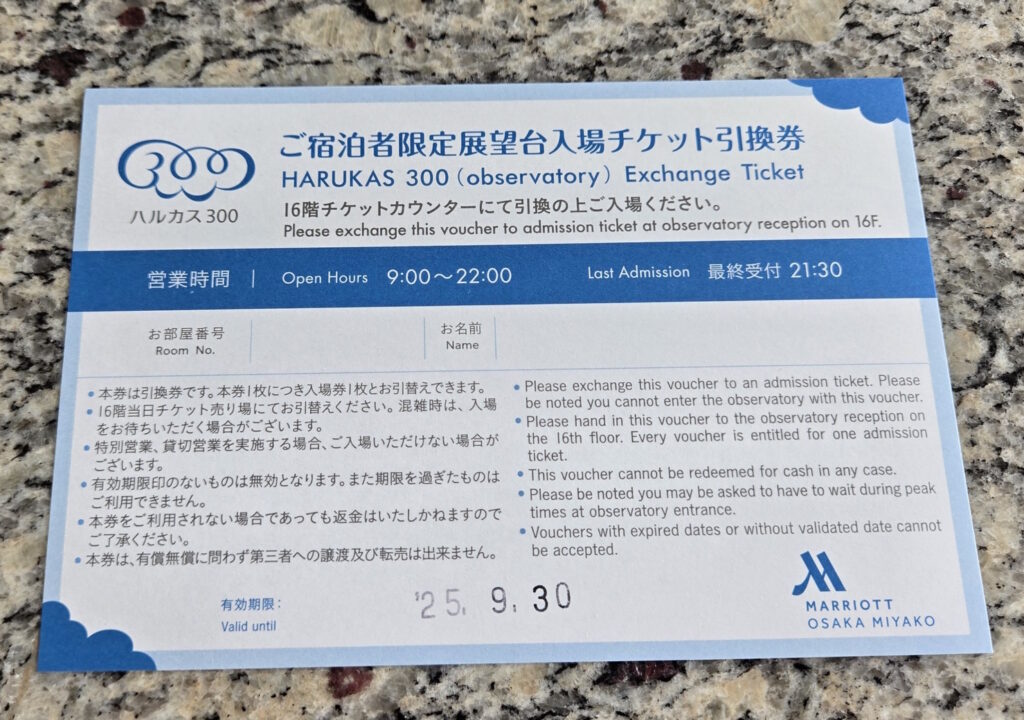 300
ハルカス300
ご宿泊者限定展望台入場チケット引換券
HARUKAS 300 (observatory) Exchange Ticket
16階チケットカウンターにて引換の上ご入場ください。
Please exchange this voucher to admission ticket at observatory reception on 16F.
営業時間 | Open Hours 9:00～22:00 Last Admission 最終受付 21:30
お部屋番号
Room No.
お名前
Name
• 本券は引換券です。本券1枚につき入場券1枚とお引替えできます。
• 16階当日チケット売り場にてお引替えください。混雑時は、入場
をお待ちいただく場合がございます。
• 特別営業、貸切営業を実施する場合、ご入場いただけない場合が
ございます。
• 有効期限印のないものは無効となります。また期限を過ぎたものは
ご利用できません。
• 本券をご利用されない場合であっても返金はいたしかねますので
ご了承ください。
• 本券は、有償無償に問わず第三者への譲渡及び転売は出来ません。
• Please exchange this voucher to an admission ticket. Please
be noted you cannot enter the observatory with this voucher.
• Please hand in this voucher to the observatory reception on
the 16th floor. Every voucher is entitled for one admission
ticket.
• This voucher cannot be redeemed for cash in any case.
• Please be noted you may be asked to have to wait during peak
times at observatory entrance.
• Vouchers with expired dates or without validated date cannot
be accepted.
有効期限:
Valid until
'25. 9. 30
MARRIOTT
OSAKA MIYAKO